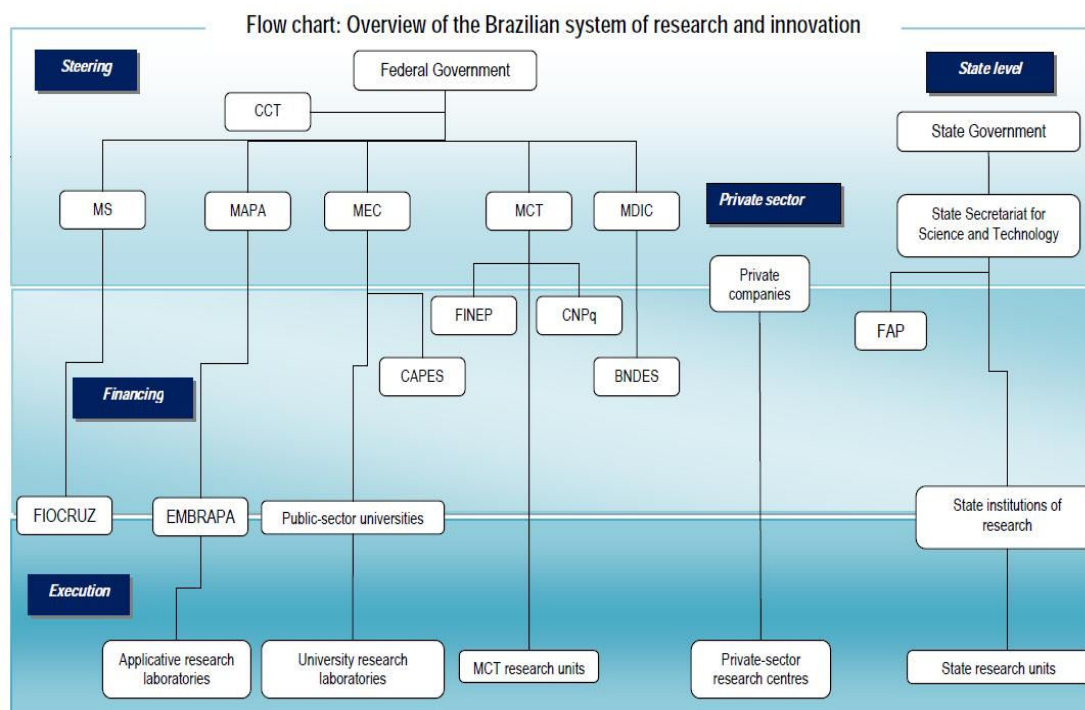 Flow chart: Overview of the Brazilian system of research and innovation
Steering
Federal Government
State level
CCT
State Government
MS
MAPA
MEC
MCT
MDIC
Private sector
State Secretariat for
Science and Technology
Private
companies
FINEP
CNPq
FAP
CAPES
BNDES
Financing
FIOCRUZ
EMBRAPA
Public-sector universities
State institutions of
research
Execution
Applicative research
laboratories
University research
laboratories
MCT research units
Private-sector
research centres
State research units